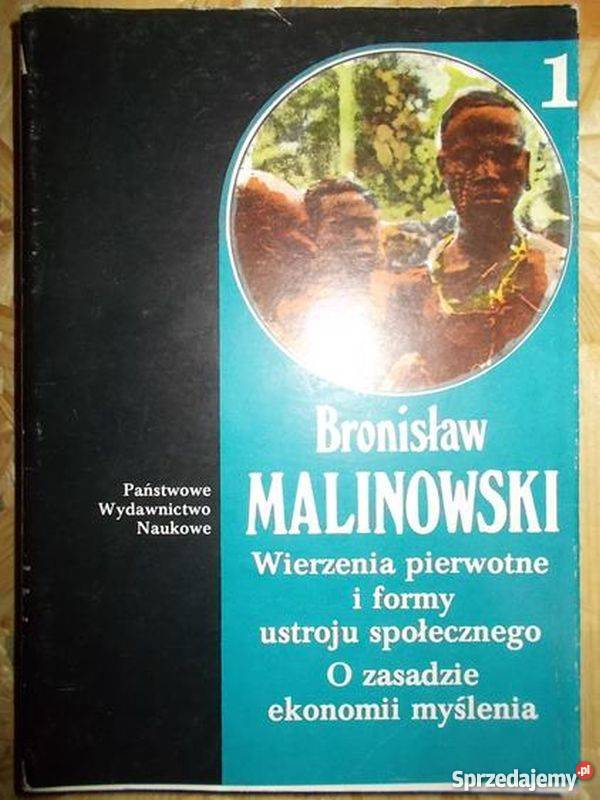 1
Bronisław
MALINOWSKI
Wierzenia pierwotne
i formy
ustroju społecznego
O zasadzie
ekonomii myślenia
Państwowe
Wydawnictwo
Naukowe
Sprzedajemy.pl